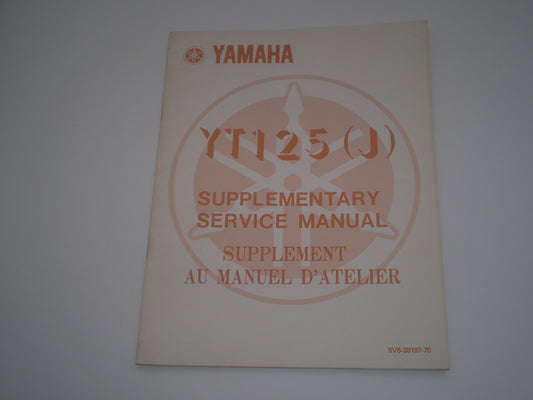 YAMAHA
YT125(J)
SUPPLEMENTARY
SERVICE MANUAL
SUPPLEMENT
AU MANUEL D'ATELIER
5V6-28197-70